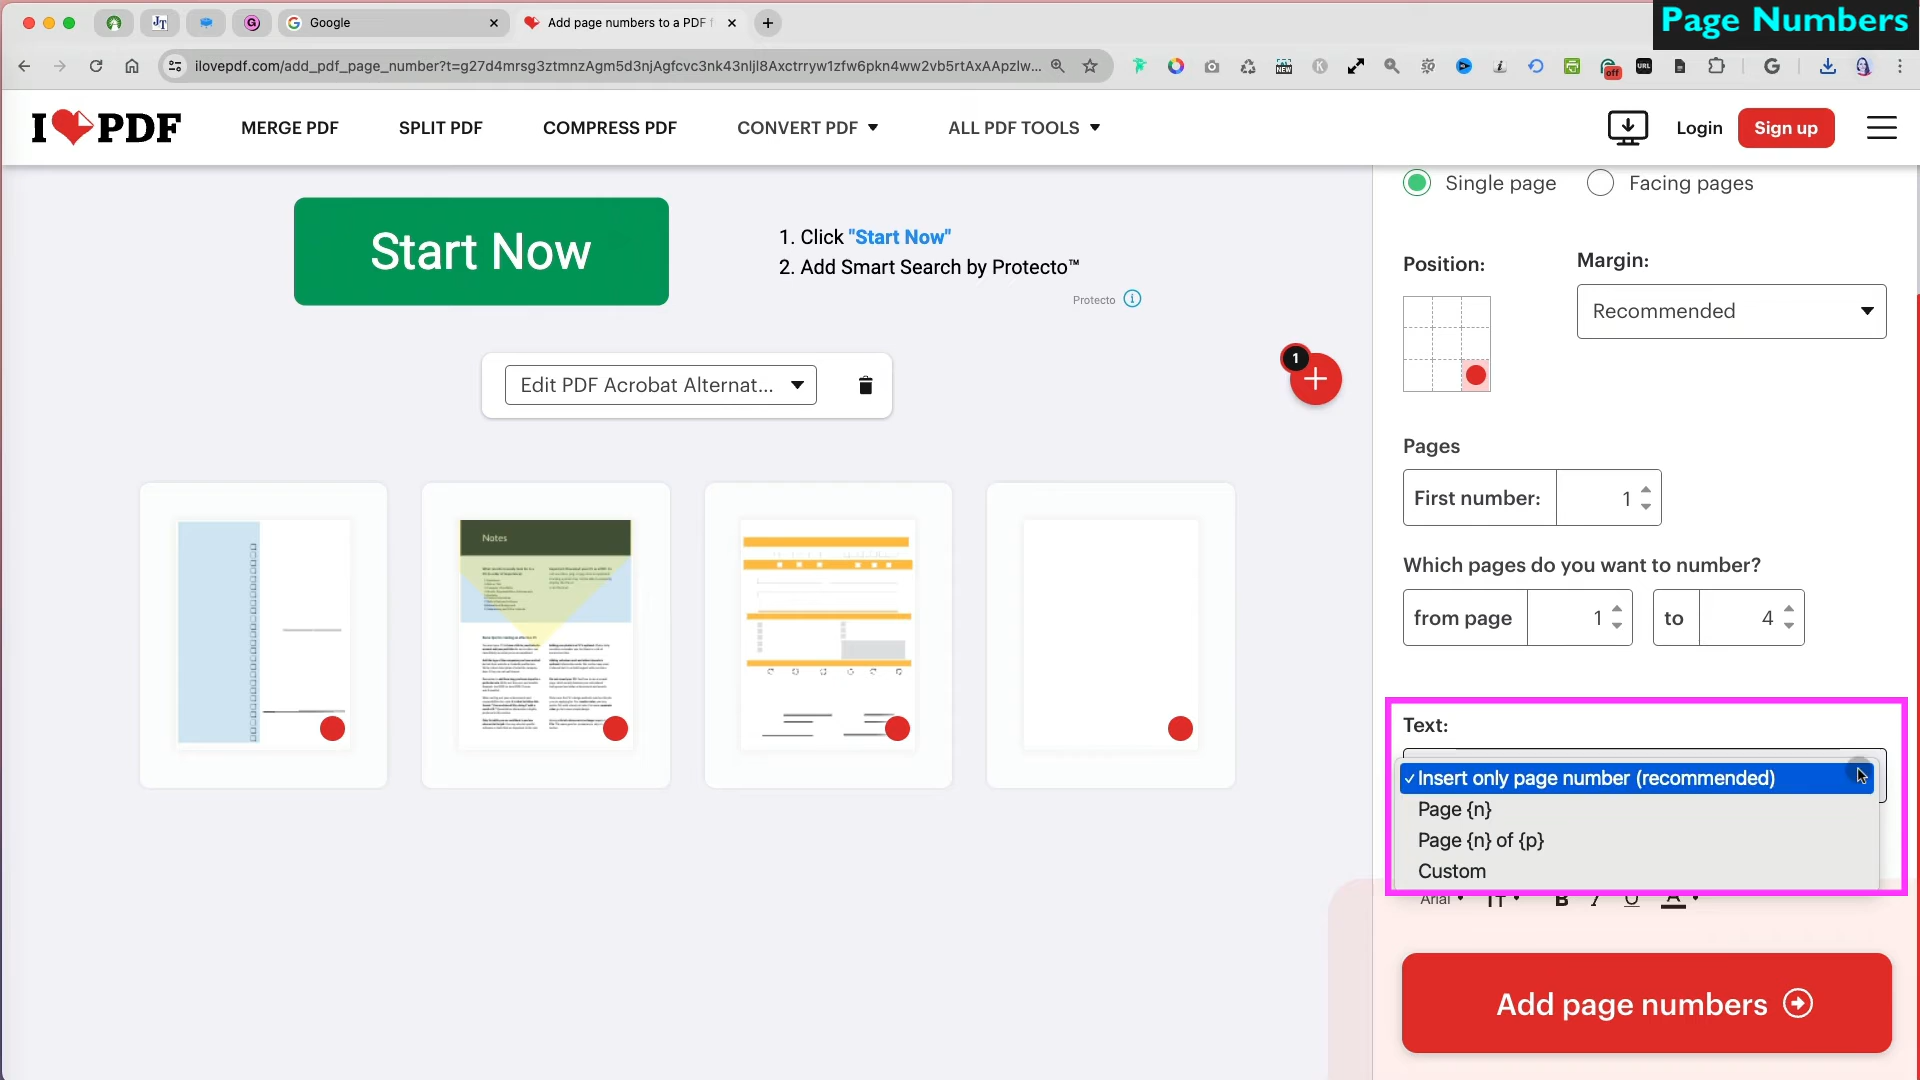 Page Numbers
Google
Add page numbers to a PDF f
ilovepdf.com/add_pdf_page_number?t=g27d4mrsg3ztmnzAgm5d3njAgfcvc3nk43nljl8Axctrryw1zfw6pkn4ww2vb5rtAxAApzlw...
NEW
off
URL
I PDF
MERGE PDF
SPLIT PDF
COMPRESS PDF
CONVERT PDF
ALL PDF TOOLS
Login
Sign up
Start Now
1. Click "Start Now"
2. Add Smart Search by Protecto™
Protecto
Edit PDF Acrobat Alternat...
1
Notes
Single page
Facing pages
Position:
Margin:
Recommended
Pages
First number: 1
Which pages do you want to number?
from page 1 to 4
Text:
Insert only page number (recommended)
Page {n}
Page {n} of {p}
Custom
Arial
B I U A
Add page numbers